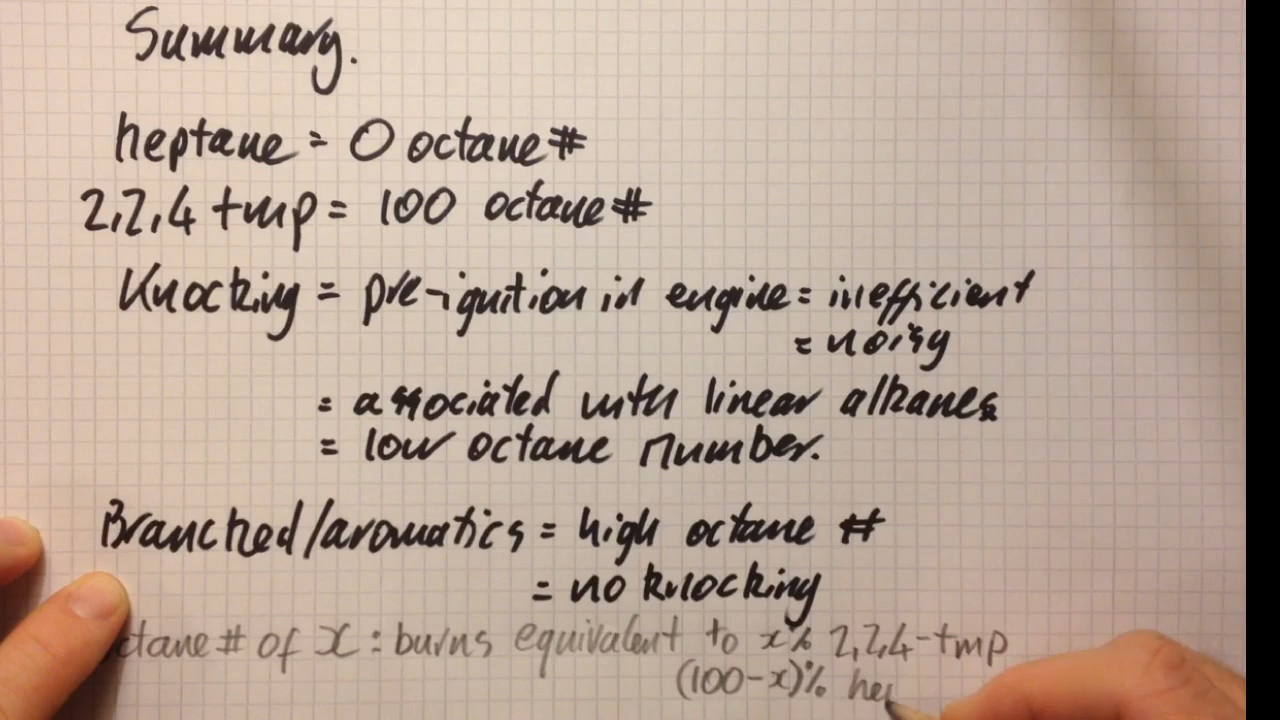 Summary.
heptane = 0 octane #
2,2,4 tmp = 100 octane #
Knocking = pre-ignition in engine = inefficient
= noisy
= associated with linear alkanes
= low octane number.
Branched/aromatics = high octane #
= no knocking
ctane # of x : burns equivalent to x% 2,2,4-tmp
(100-x)% hep